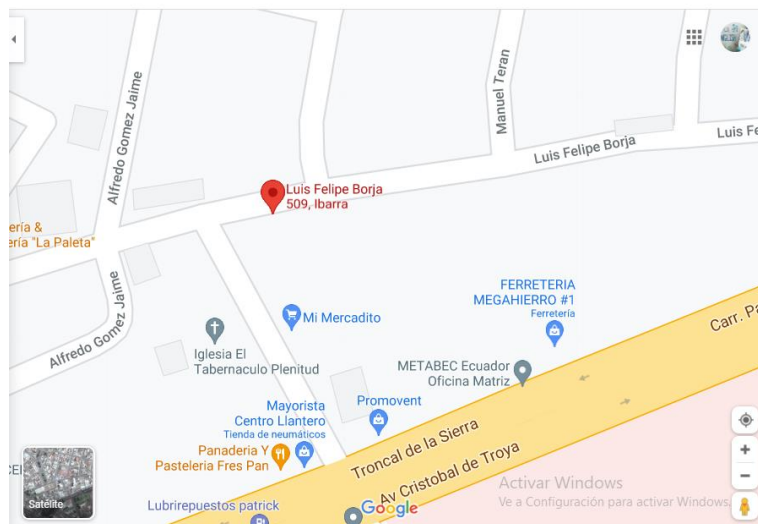 Alfredo Gomez Jaime
Manuel Teran
Luis Felipe Borja
Luis Fe
Luis Felipe Borja
509, Ibarra
ería &
ería "La Paleta"
Alfredo Gomez Jaime
FERRETERIA
MEGAHIERRO #1
Ferretería
Carr. Pa
Mi Mercadito
Iglesia El
Tabernaculo Plenitud
METABEC Ecuador
Oficina Matriz
Promovent
Mayorista
Centro Llantero
Tienda de neumáticos
Panaderia Y
Pasteleria Fres Pan
Troncal de la Sierra
Av Cristobal de Troya
Activar Windows
Ve a Configuración para activar Windows.
Satélite
Lubrirepuestos patrick
Google